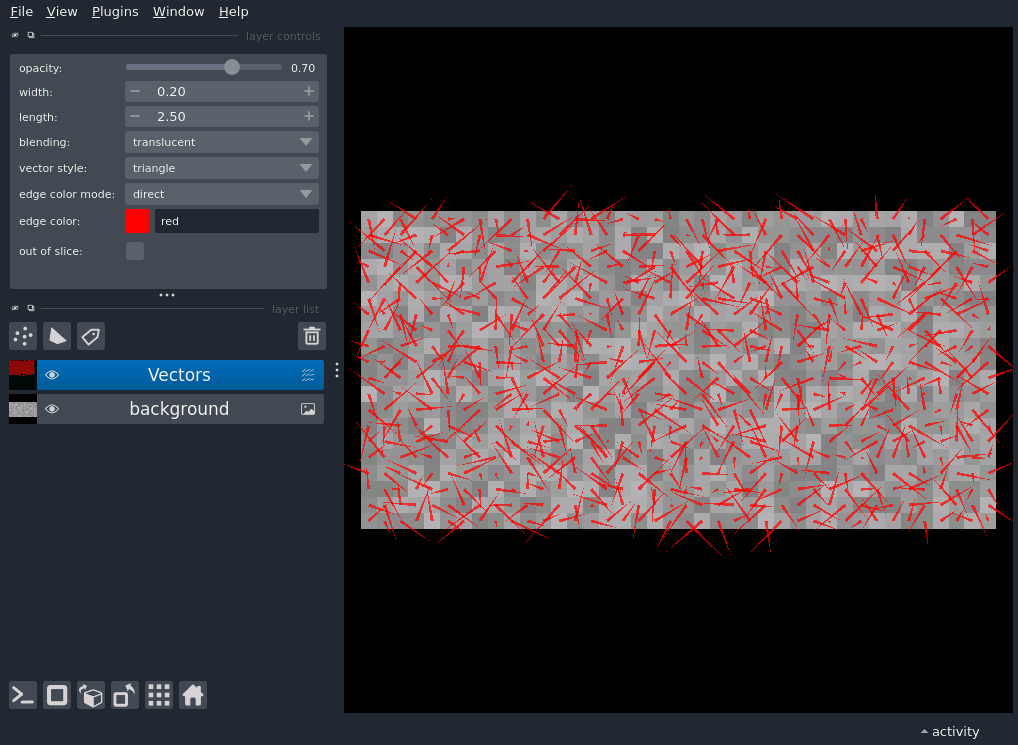 File View Plugins Window Help
layer controls
opacity: 0.70
width: 0.20
length: 2.50
blending: translucent
vector style: triangle
edge color mode: direct
edge color: red
out of slice:
layer list
Vectors
background
activity